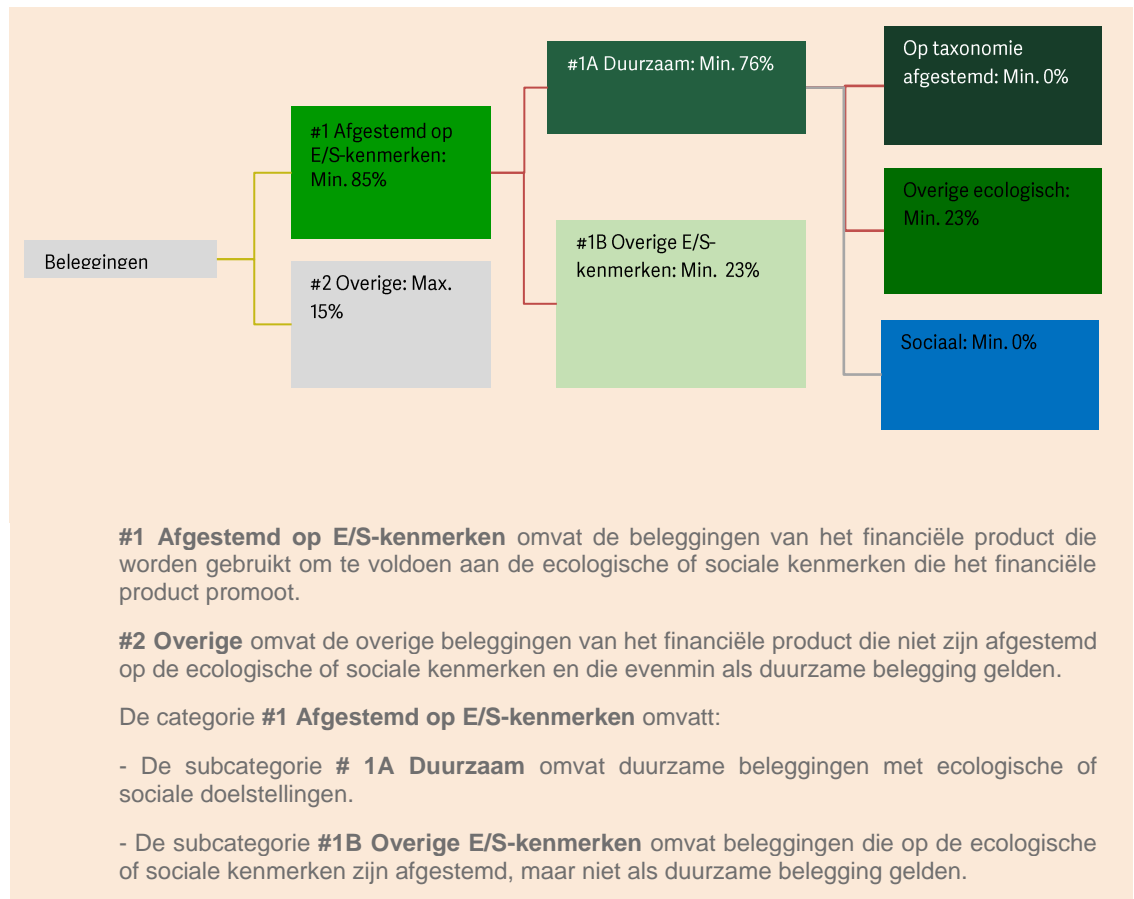 Beleggingen
#1 Afgestemd op
E/S-kenmerken:
Min. 85%
#2 Overige: Max.
15%
#1A Duurzaam: Min. 76%
#1B Overige E/S-
kenmerken: Min. 23%
Op taxonomie
afgestemd: Min. 0%
Overige ecologisch:
Min. 23%
Sociaal: Min. 0%
#1 Afgestemd op E/S-kenmerken omvat de beleggingen van het financiële product die
worden gebruikt om te voldoen aan de ecologische of sociale kenmerken die het financiële
product promoot.
#2 Overige omvat de overige beleggingen van het financiële product die niet zijn afgestemd
op de ecologische of sociale kenmerken en die evenmin als duurzame belegging gelden.
De categorie #1 Afgestemd op E/S-kenmerken omvatt:
- De subcategorie # 1A Duurzaam omvat duurzame beleggingen met ecologische of
sociale doelstellingen.
- De subcategorie #1B Overige E/S-kenmerken omvat beleggingen die op de ecologische
of sociale kenmerken zijn afgestemd, maar niet als duurzame belegging gelden.